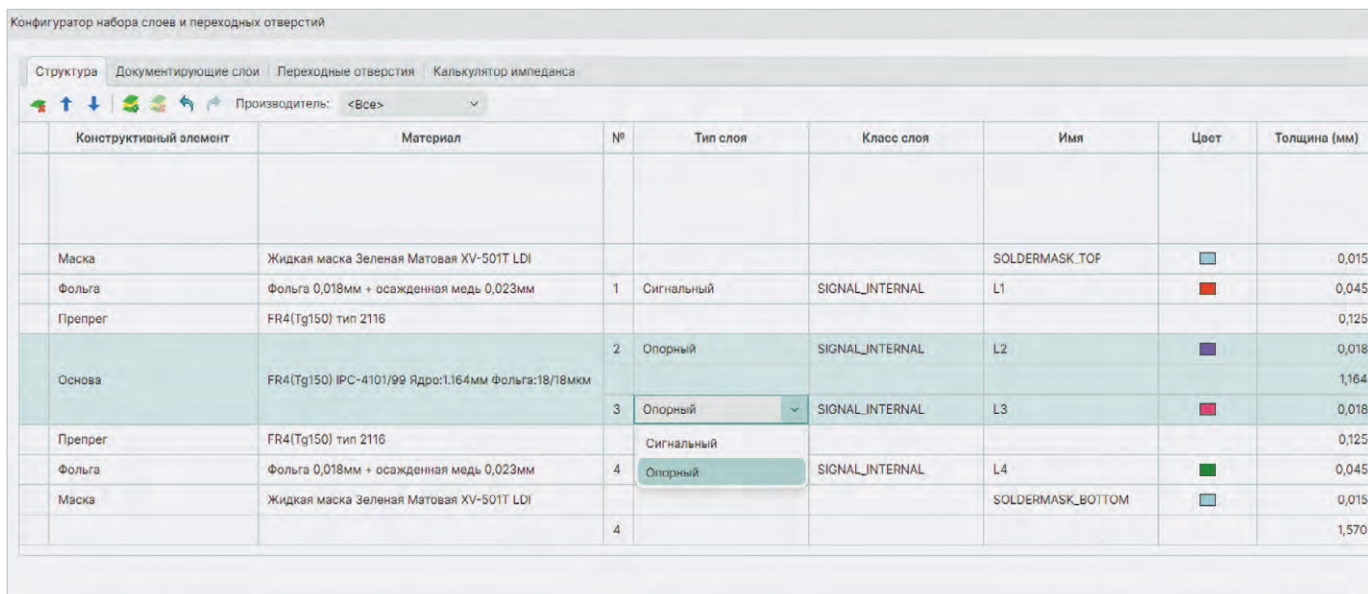 Конфигуратор набора слоев и переходных отверстий
Структура Документирующие слои Переходные отверстия Калькулятор импеданса
Производитель: <Все>
Конструктивный элемент Материал № Тип слоя Класс слоя Имя Цвет Толщина (мм)
Маска Жидкая маска Зеленая Матовая XV-501T LDI SOLDERMASK_TOP 0,015
Фольга Фольга 0,018мм + осажденная медь 0,023мм 1 Сигнальный SIGNAL_INTERNAL L1 0,045
Препрег FR4(Tg150) тип 2116 0,125
2 Опорный SIGNAL_INTERNAL L2 0,018
Основа FR4(Tg150) IPC-4101/99 Ядро:1.164мм Фольга:18/18мкм 1,164
3 Опорный SIGNAL_INTERNAL L3 0,018
Препрег FR4(Tg150) тип 2116 Сигнальный 0,125
Фольга Фольга 0,018мм + осажденная медь 0,023мм 4 Опорный SIGNAL_INTERNAL L4 0,045
Маска Жидкая маска Зеленая Матовая XV-501T LDI SOLDERMASK_BOTTOM 0,015
4 1,570